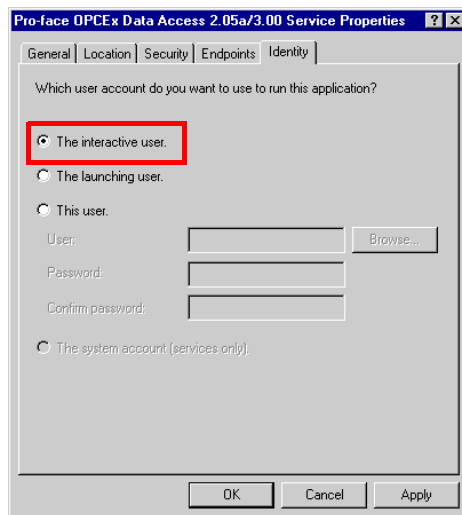 Pro-face OPCEx Data Access 2.05a/3.00 Service Properties
General Location Security Endpoints Identity
Which user account do you want to use to run this application?
The interactive user.
The launching user.
This user.
User: Browse...
Password:
Confirm password:
The system account (services only).
OK Cancel Apply